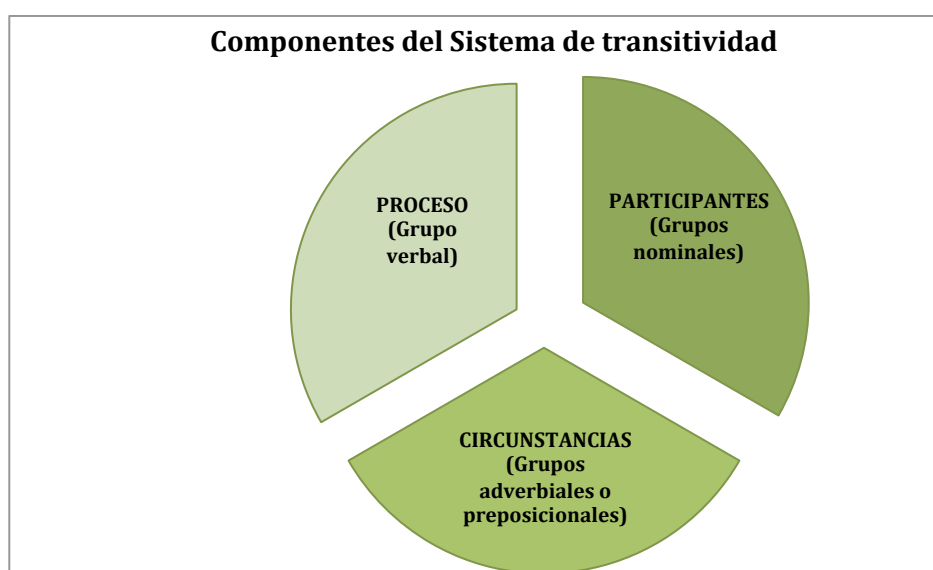 Componentes del Sistema de transitividad
PROCESO
(Grupo
verbal)
PARTICIPANTES
(Grupos
nominales)
CIRCUNSTANCIAS
(Grupos
adverbiales o
preposicionales)